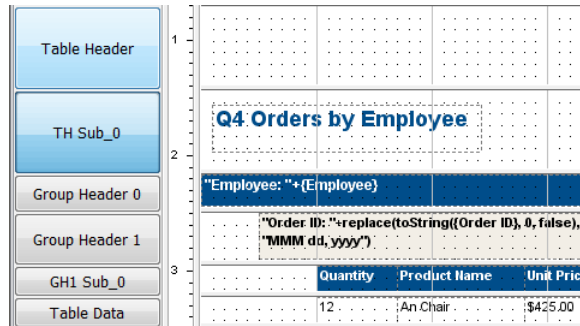 Table Header
1
TH Sub_0
Q4 Orders by Employee
2
Group Header 0
"Employee: "+{Employee}
Group Header 1
"Order ID: "+replace(toString({Order ID}, 0, false),
"MMM dd, yyyy")
3
GH1 Sub_0
Quantity Product Name Unit Pric
Table Data
12 An Chair $425.00